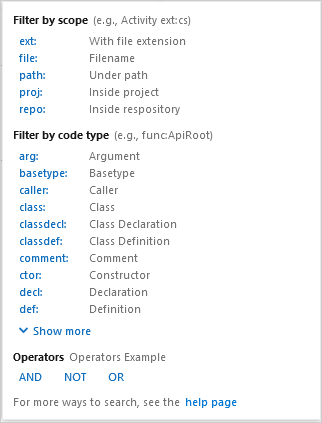 Filter by scope (e.g., Activity ext:cs)
ext: With file extension
file: Filename
path: Under path
proj: Inside project
repo: Inside respository
Filter by code type (e.g., func:ApiRoot)
arg: Argument
basetype: Basetype
caller: Caller
class: Class
classdecl: Class Declaration
classdef: Class Definition
comment: Comment
ctor: Constructor
decl: Declaration
def: Definition
Show more
Operators Operators Example
AND NOT OR
For more ways to search, see the help page